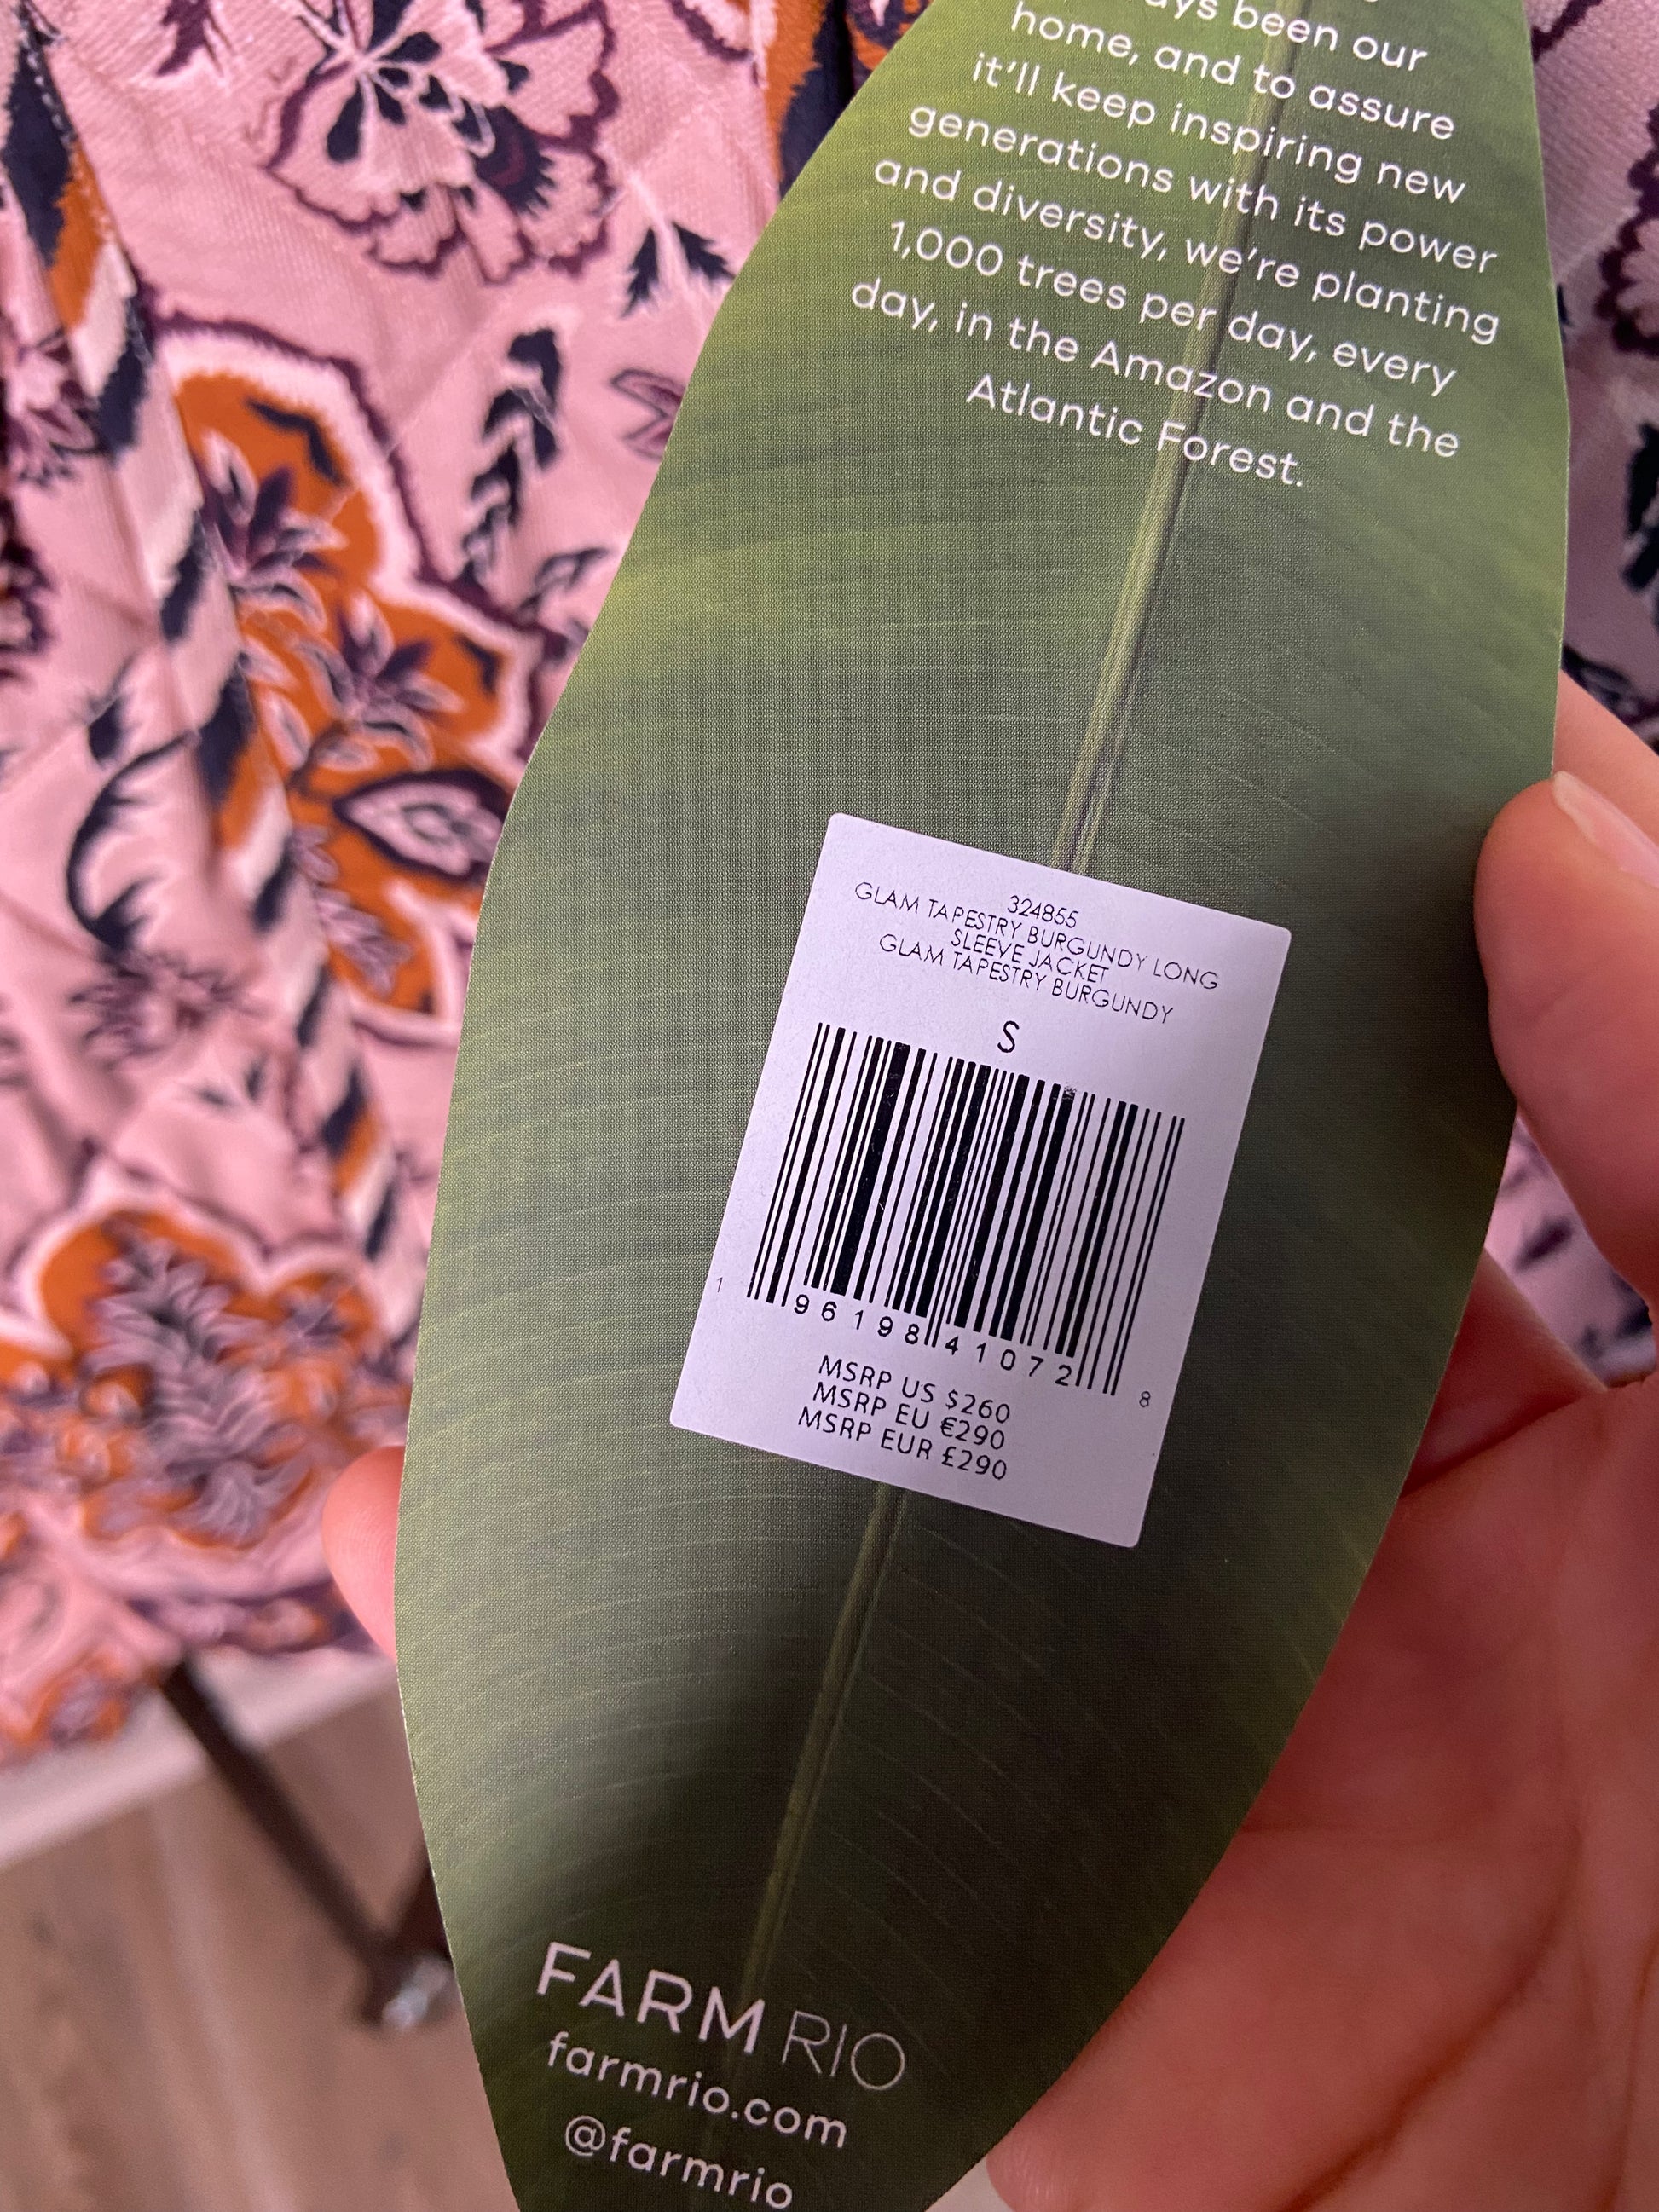 been our
home, and to assure
it'll keep inspiring new
generations with its power
and diversity, we're planting
1,000 trees per day, every
day, in the Amazon and the
Atlantic Forest.
324855
GLAM TAPESTRY BURGUNDY LONG
SLEEVE JACKET
GLAM TAPESTRY BURGUNDY
S
1 96198 41072 8
MSRP US $260
MSRP EU €290
MSRP EUR £290
FARM RIO
farmrio.com
@farmrio